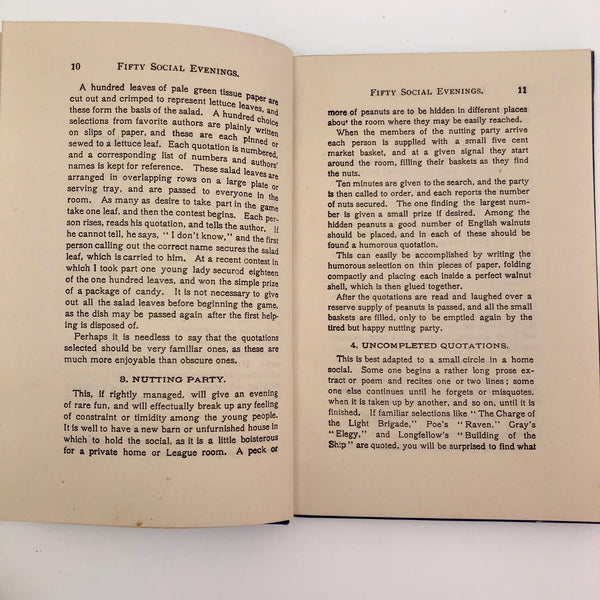 10 FIFTY SOCIAL EVENINGS.
A hundred leaves of pale green tissue paper are
cut out and crimped to represent lettuce leaves, and
these form the basis of the salad. A hundred choice
selections from favorite authors are plainly written
on slips of paper, and these are each pinned or
sewed to a lettuce leaf. Each quotation is numbered,
and a corresponding list of numbers and authors'
names is kept for reference. These salad leaves are
arranged in overlapping rows on a large plate or
serving tray, and are passed to everyone in the
room. As many as desire to take part in the game
take one leaf, and then the contest begins. Each per-
son rises, reads his quotation, and tells the author. If
he cannot tell, he says, "I don't know," and the first
person calling out the correct name secures the salad
leaf, which is carried to him. At a recent contest in
which I took part one young lady secured eighteen
of the one hundred leaves, and won the simple prize
of a package of candy. It is not necessary to give
out all the salad leaves before beginning the game,
as the dish may be passed again after the first help-
ing is disposed of.
Perhaps it is needless to say that the quotations
selected should be very familiar ones, as these are
much more enjoyable than obscure ones.
3. NUTTING PARTY.
This, if rightly managed, will give an evening
of rare fun, and will effectually break up any feeling
of constraint or timidity among the young people.
It is well to have a new barn or unfurnished house in
which to hold the social, as it is a little boisterous
for a private home or League room. A peck or
FIFTY SOCIAL EVENINGS. 11
more of peanuts are to be hidden in different places
about the room where they may be easily reached.
When the members of the nutting party arrive
each person is supplied with a small five cent
market basket, and at a given signal they start
around the room, filling their baskets as they find
the nuts.
Ten minutes are given to the search, and the party
is then called to order, and each reports the number
of nuts secured. The one finding the largest num-
ber is given a small prize if desired. Among the
hidden peanuts a good number of English walnuts
should be placed, and in each of these should be
found a humorous quotation.
This can easily be accomplished by writing the
humorous selection on thin pieces of paper, folding
compactly and placing each inside a perfect walnut
shell, which is then glued together.
After the quotations are read and laughed over a
reserve supply of peanuts is passed, and all the small
baskets are filled, only to be emptied again by the
tired but happy nutting party.
4. UNCOMPLETED QUOTATIONS.
This is best adapted to a small circle in a home
social. Some one begins a rather long prose ex-
tract or poem and recites one or two lines; some
one else continues until he forgets or misquotes,
when it is taken up by another, and so on, until it is
finished. If familiar selections like "The Charge of
the Light Brigade," Poe's "Raven," Gray's
"Elegy," and Longfellow's "Building of the
Ship" are quoted, you will be surprised to find what